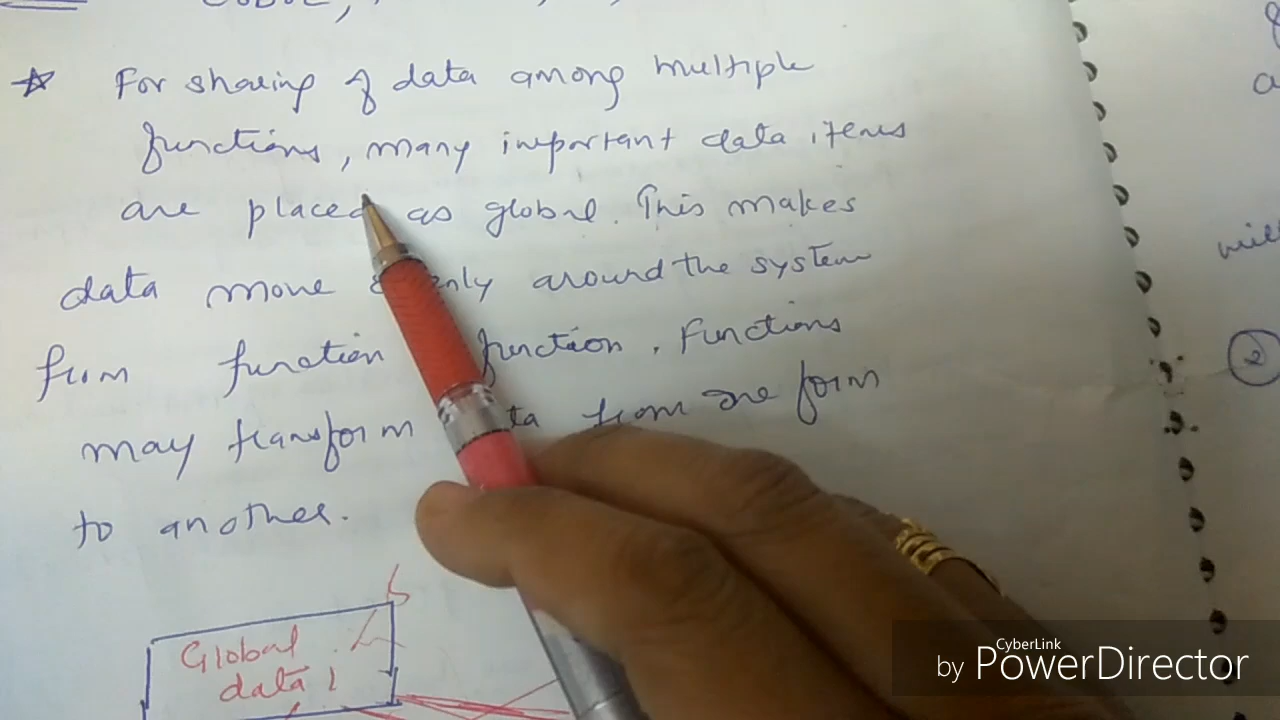 ☆ For sharing of data among multiple
functions, many important data items
are placed as global. This makes
data move around the system
from function function. Functions
may transform from one form
to another.
Global
data 1
2
by CyberLink PowerDirector